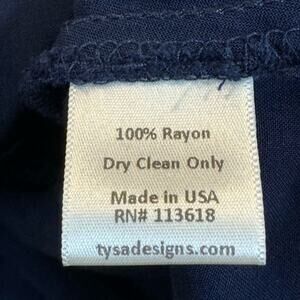 100% Rayon
Dry Clean Only
Made in USA
RN# 113618
tysadesigns.com